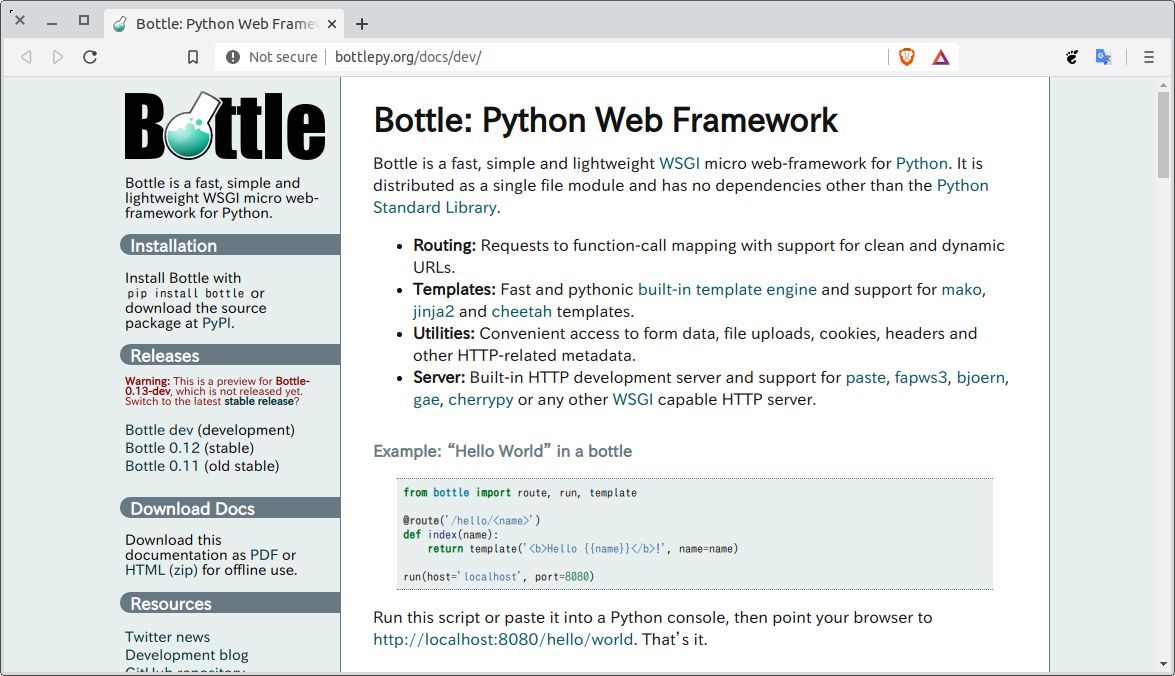 Bottle: Python Web Frame
Not secure
bottlepy.org/docs/dev/
Bottle
Bottle is a fast, simple and
lightweight WSGI micro web-
framework for Python.
Installation
Install Bottle with
pip install bottle or
download the source
package at PyPI.
Releases
Warning: This is a preview for Bottle-
0.13-dev, which is not released yet.
Switch to the latest stable release?
Bottle dev (development)
Bottle 0.12 (stable)
Bottle 0.11 (old stable)
Download Docs
Download this
documentation as PDF or
HTML (zip) for offline use.
Resources
Twitter news
Development blog
GitHub repository
Bottle: Python Web Framework
Bottle is a fast, simple and lightweight WSGI micro web-framework for Python. It is
distributed as a single file module and has no dependencies other than the Python
Standard Library.
• Routing: Requests to function-call mapping with support for clean and dynamic
URLs.
• Templates: Fast and pythonic built-in template engine and support for mako,
jinja2 and cheetah templates.
• Utilities: Convenient access to form data, file uploads, cookies, headers and
other HTTP-related metadata.
• Server: Built-in HTTP development server and support for paste, fapws3, bjoern,
gae, cherrypy or any other WSGI capable HTTP server.
Example: “Hello World” in a bottle
from bottle import route, run, template
@route('/hello/<name>')
def index(name):
    return template('<b>Hello {{name}}</b>!', name=name)
run(host='localhost', port=8080)
Run this script or paste it into a Python console, then point your browser to
http://localhost:8080/hello/world. That’s it.